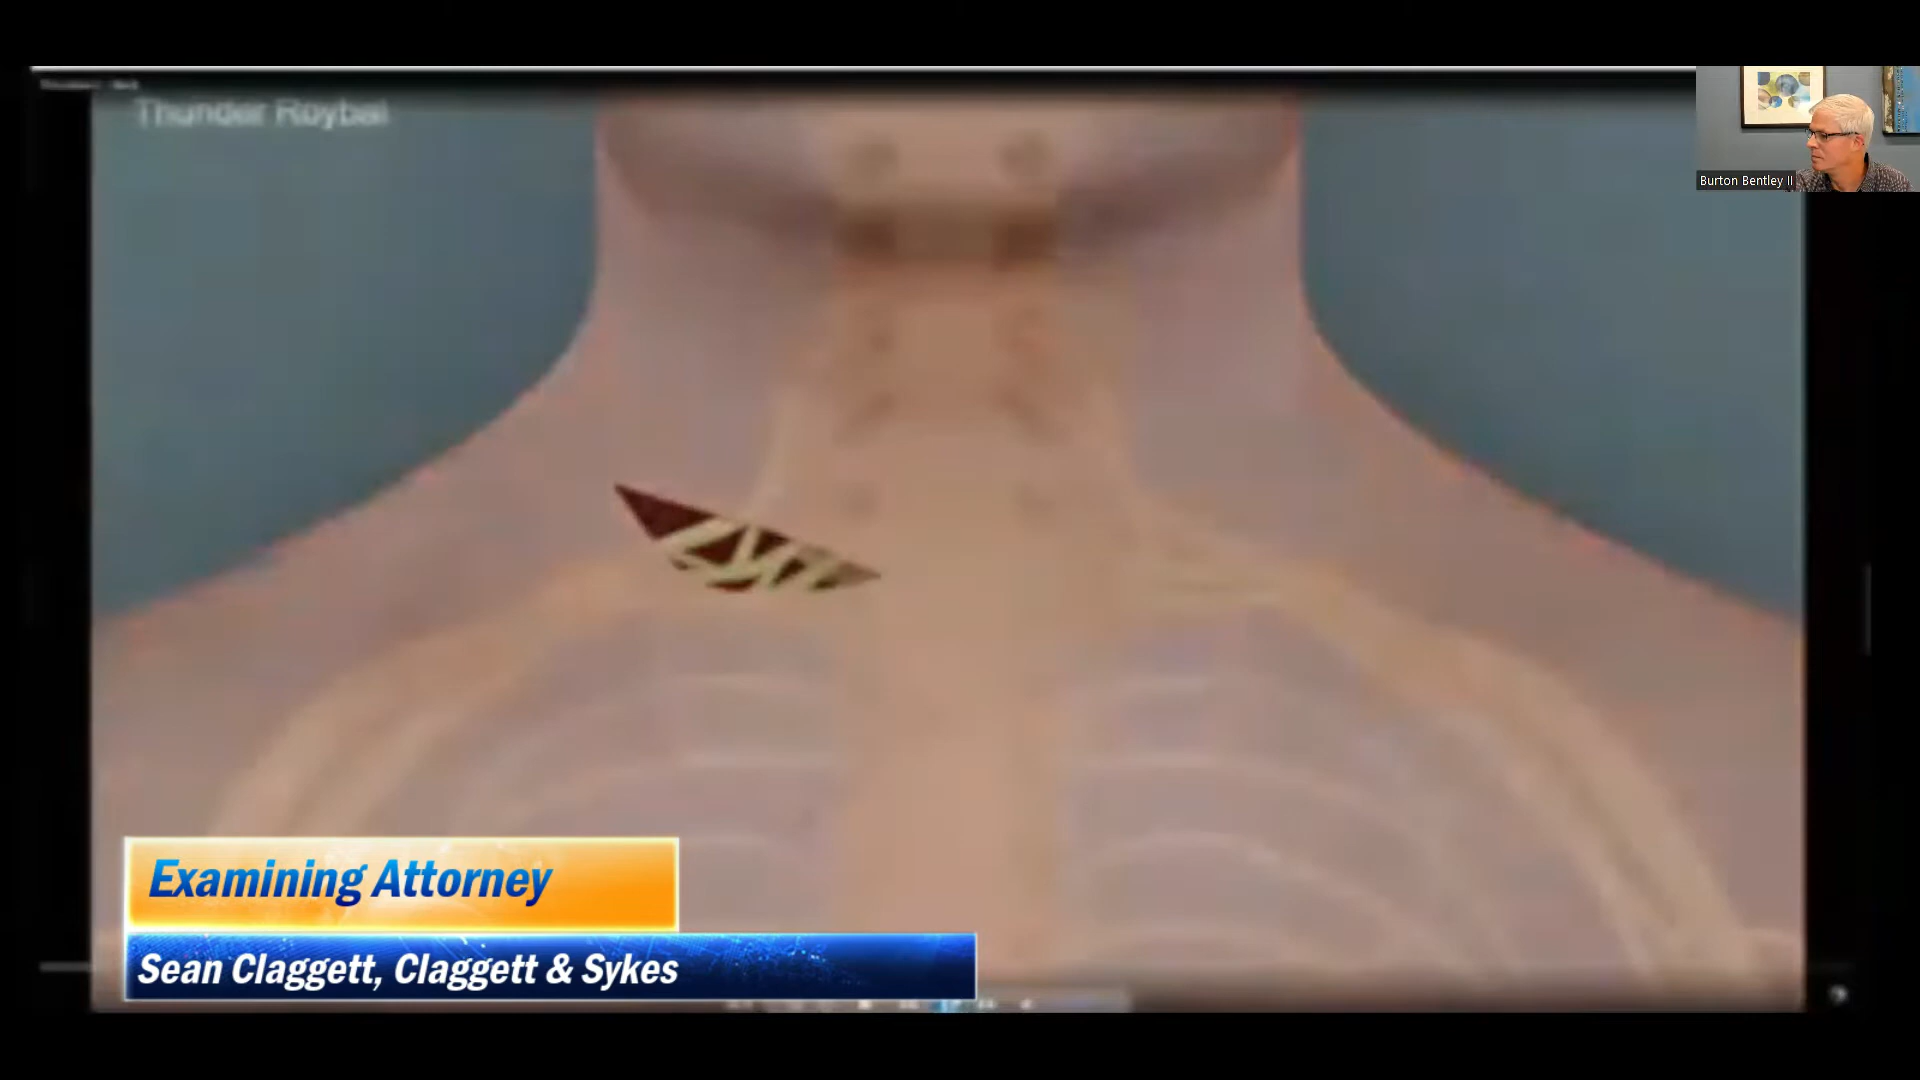 Thunder Roybal
Burton Bentley II
Examining Attorney
Sean Claggett, Claggett & Sykes